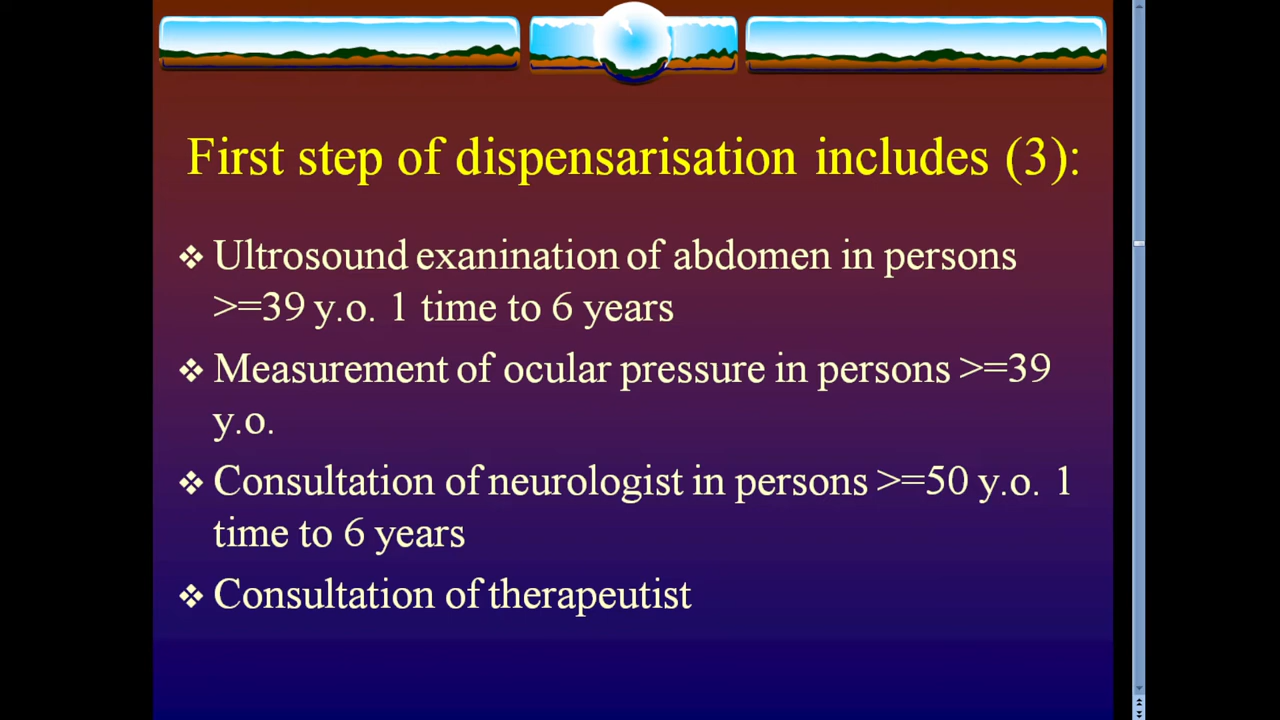 First step of dispensarisation includes (3):
❖ Ultrosound exanination of abdomen in persons
>=39 y.o. 1 time to 6 years
❖ Measurement of ocular pressure in persons >=39
y.o.
❖ Consultation of neurologist in persons >=50 y.o. 1
time to 6 years
❖ Consultation of therapeutist